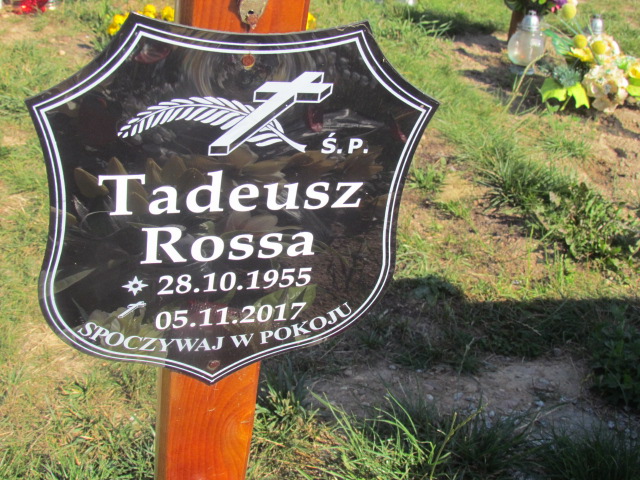 Ś.P.
Tadeusz
Rossa
28.10.1955
05.11.2017
SPOCZYWAJ W POKOJU